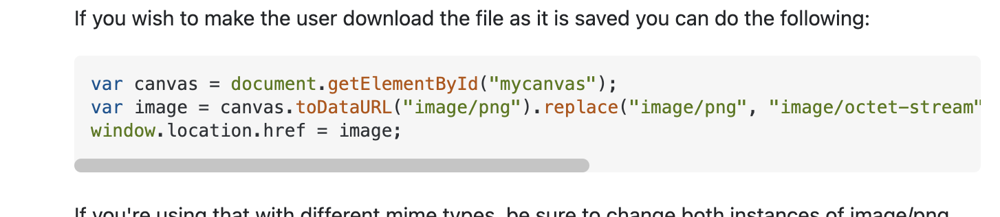 If you wish to make the user download the file as it is saved you can do the following:
var canvas = document.getElementById("mycanvas");
var image = canvas.toDataURL("image/png").replace("image/png", "image/octet-stream"
window.location.href = image;
If you're using that with different mime types, be sure to change both instances of image/png